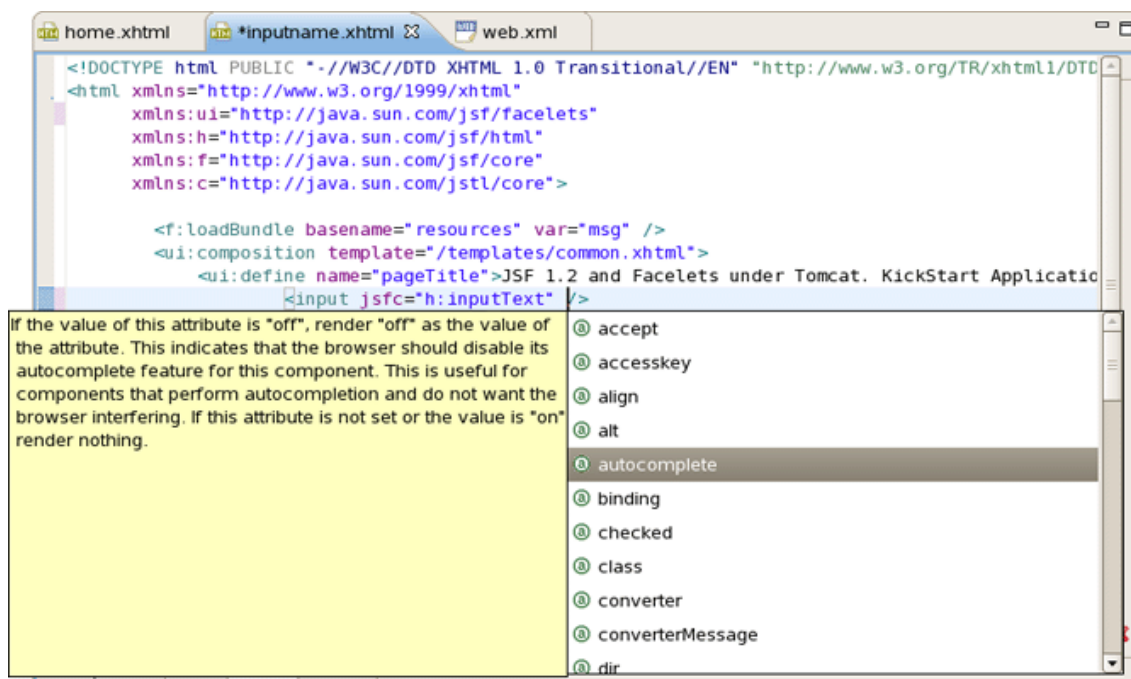 home.xhtml
*inputname.xhtml
web.xml
<!DOCTYPE html PUBLIC "-//W3C//DTD XHTML 1.0 Transitional//EN" "http://www.w3.org/TR/xhtml1/DTD
<html xmlns="http://www.w3.org/1999/xhtml"
xmlns:ui="http://java.sun.com/jsf/facelets"
xmlns:h="http://java.sun.com/jsf/html"
xmlns:f="http://java.sun.com/jsf/core"
xmlns:c="http://java.sun.com/jstl/core">
<f:loadBundle basename="resources" var="msg" />
<ui:composition template="/templates/common.xhtml">
<ui:define name="pageTitle">JSF 1.2 and Facelets under Tomcat. KickStart Applicatio
<input jsfc="h:inputText" />
If the value of this attribute is "off", render "off" as the value of
the attribute. This indicates that the browser should disable its
autocomplete feature for this component. This is useful for
components that perform autocompletion and do not want the
browser interfering. If this attribute is not set or the value is "on"
render nothing.
accept
accesskey
align
alt
autocomplete
binding
checked
class
converter
converterMessage
dir